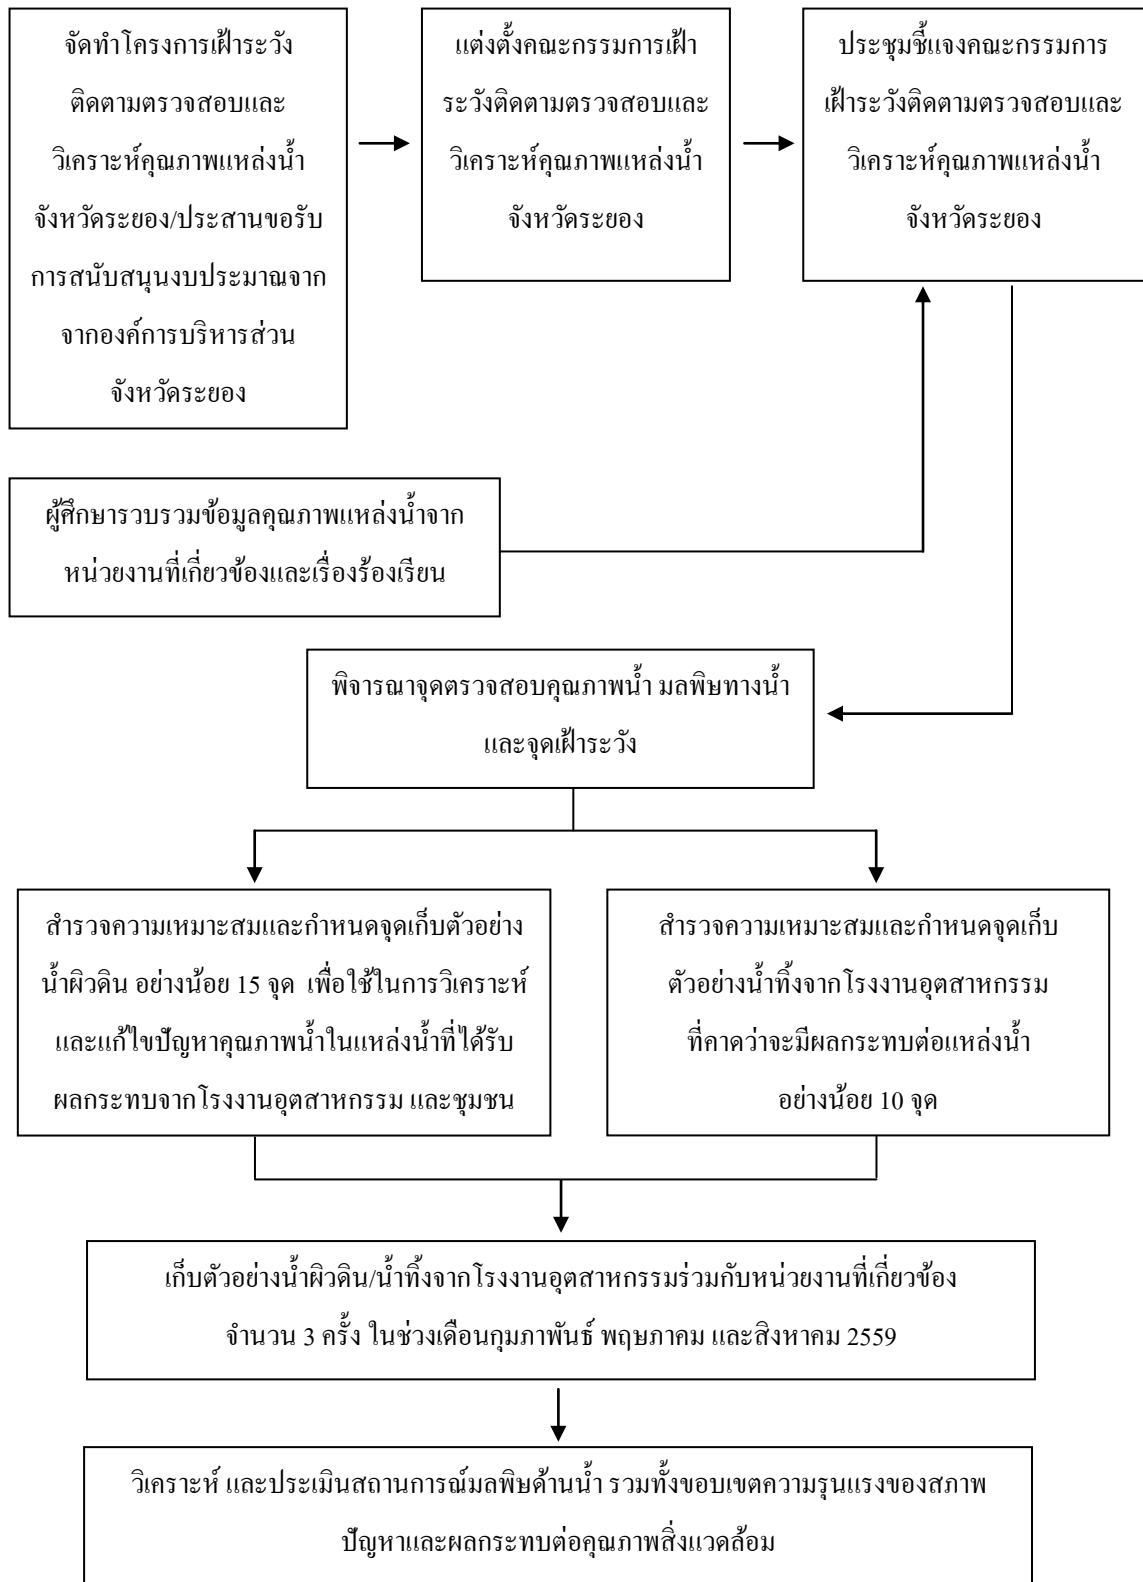 จัดทำโครงการเฝ้าระวัง
ติดตามตรวจสอบและ
วิเคราะห์คุณภาพแหล่งน้ำ
จังหวัดระยอง/ประสานขอรับ
การสนับสนุนงบประมาณจาก
จากองค์การบริหารส่วน
จังหวัดระยอง
แต่งตั้งคณะกรรมการเฝ้า
ระวังติดตามตรวจสอบและ
วิเคราะห์คุณภาพแหล่งน้ำ
จังหวัดระยอง
ประชุมชี้แจงคณะกรรมการ
เฝ้าระวังติดตามตรวจสอบและ
วิเคราะห์คุณภาพแหล่งน้ำ
จังหวัดระยอง
ผู้ศึกษารวบรวมข้อมูลคุณภาพแหล่งน้ำจาก
หน่วยงานที่เกี่ยวข้องและเรื่องร้องเรียน
พิจารณาจุดตรวจสอบคุณภาพน้ำ มลพิษทางน้ำ
และจุดเฝ้าระวัง
สำรวจความเหมาะสมและกำหนดจุดเก็บตัวอย่าง
น้ำผิวดิน อย่างน้อย 15 จุด เพื่อใช้ในการวิเคราะห์
และแก้ไขปัญหาคุณภาพน้ำในแหล่งน้ำที่ได้รับ
ผลกระทบจากโรงงานอุตสาหกรรม และชุมชน
สำรวจความเหมาะสมและกำหนดจุดเก็บ
ตัวอย่างน้ำทิ้งจากโรงงานอุตสาหกรรม
ที่คาดว่าจะมีผลกระทบต่อแหล่งน้ำ
อย่างน้อย 10 จุด
เก็บตัวอย่างน้ำผิวดิน/น้ำทิ้งจากโรงงานอุตสาหกรรมร่วมกับหน่วยงานที่เกี่ยวข้อง
จำนวน 3 ครั้ง ในช่วงเดือนกุมภาพันธ์ พฤษภาคม และสิงหาคม 2559
วิเคราะห์ และประเมินสถานการณ์มลพิษด้านน้ำ รวมทั้งขอบเขตความรุนแรงของสภาพ
ปัญหาและผลกระทบต่อคุณภาพสิ่งแวดล้อม